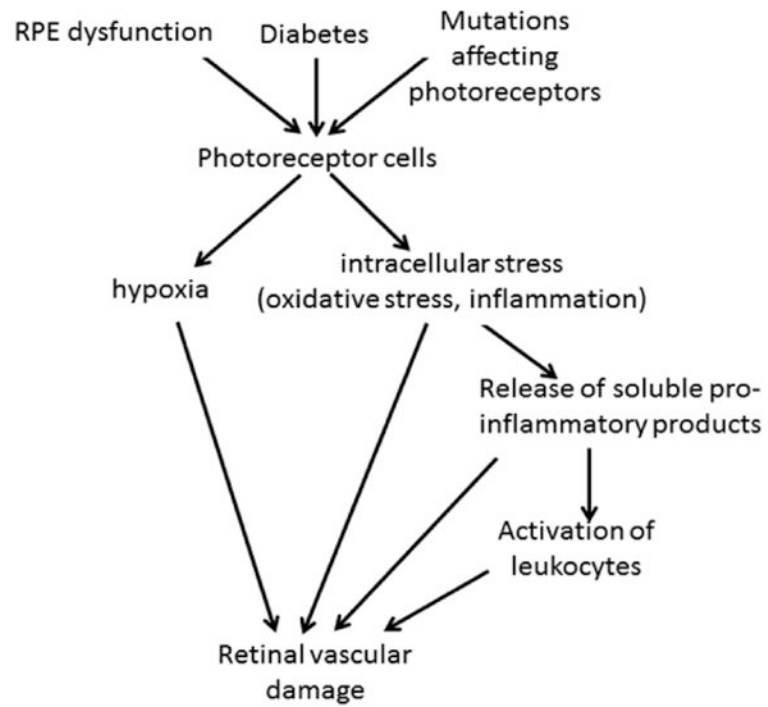 RPE dysfunction
Diabetes
Mutations
affecting
photoreceptors
Photoreceptor cells
hypoxia
intracellular stress
(oxidative stress, inflammation)
Release of soluble pro-
inflammatory products
Activation of
leukocytes
Retinal vascular
damage